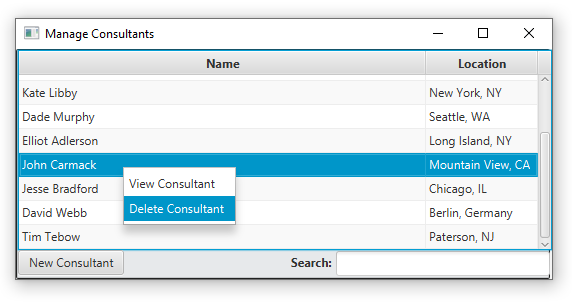 Manage Consultants
Name Location
Kate Libby New York, NY
Dade Murphy Seattle, WA
Elliot Adlerson Long Island, NY
John Carmack Mountain View, CA
Jesse Bradford Chicago, IL
David Webb Berlin, Germany
Tim Tebow Paterson, NJ
View Consultant
Delete Consultant
New Consultant Search: